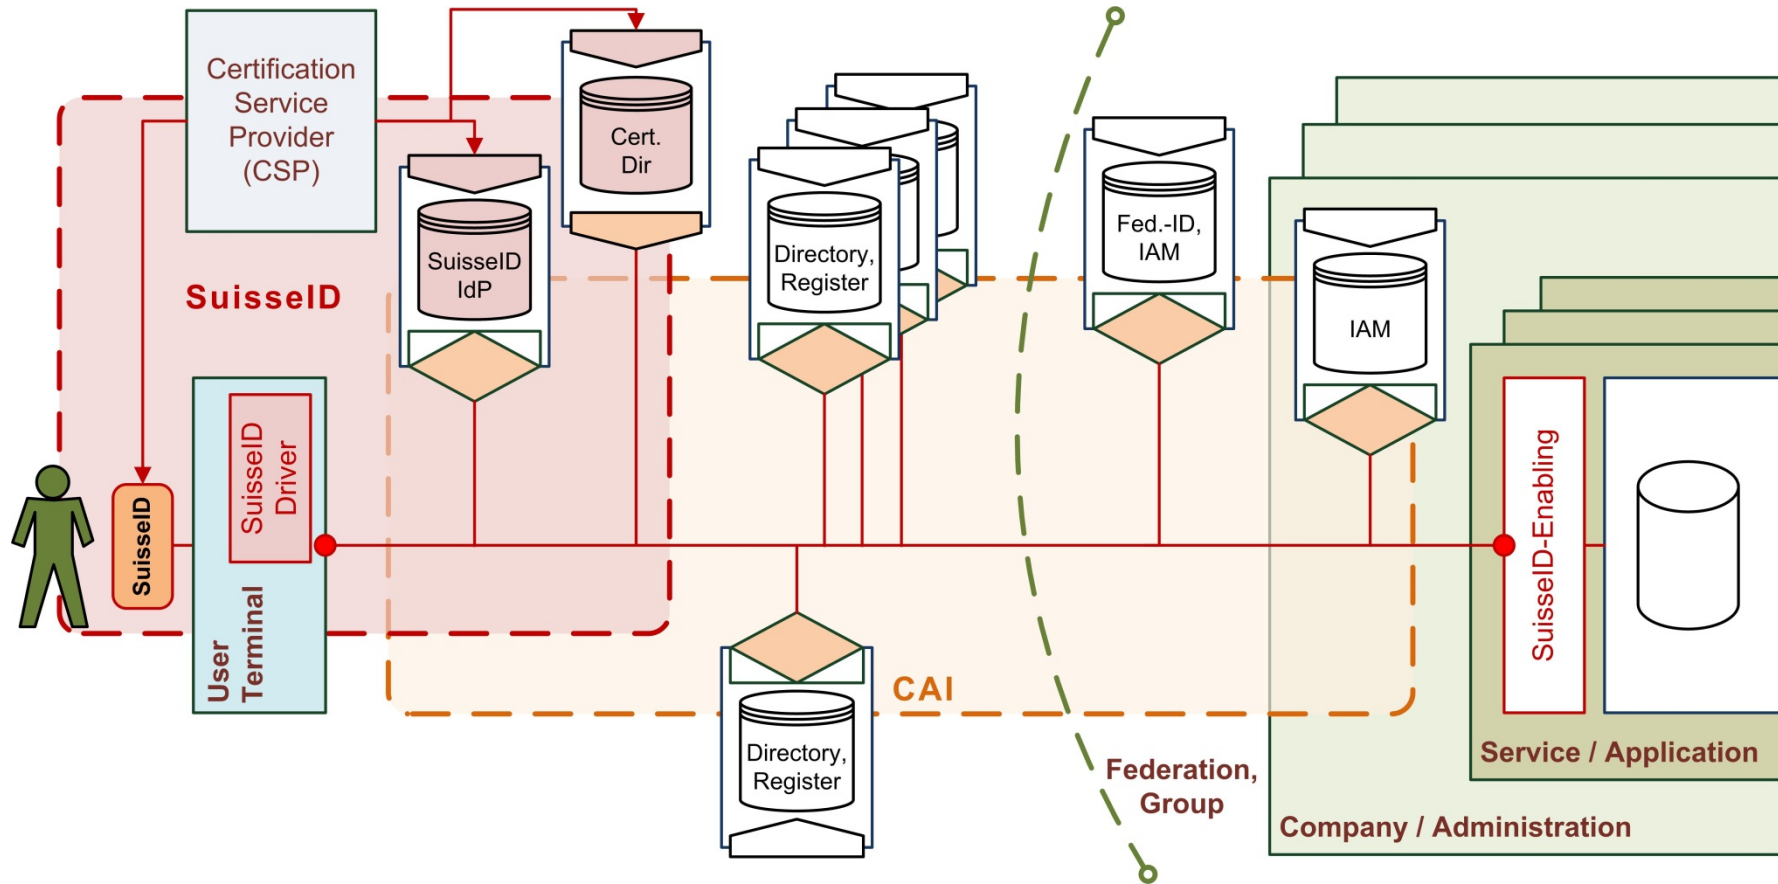 Certification
Service
Provider
(CSP)
Cert.
Dir
SuisseID
IdP
SuisseID
Directory,
Register
Fed.-ID,
IAM
IAM
SuisseID
SuisseID
Driver
User
Terminal
SuisseID-Enabling
CAI
Directory,
Register
Federation,
Group
Service / Application
Company / Administration